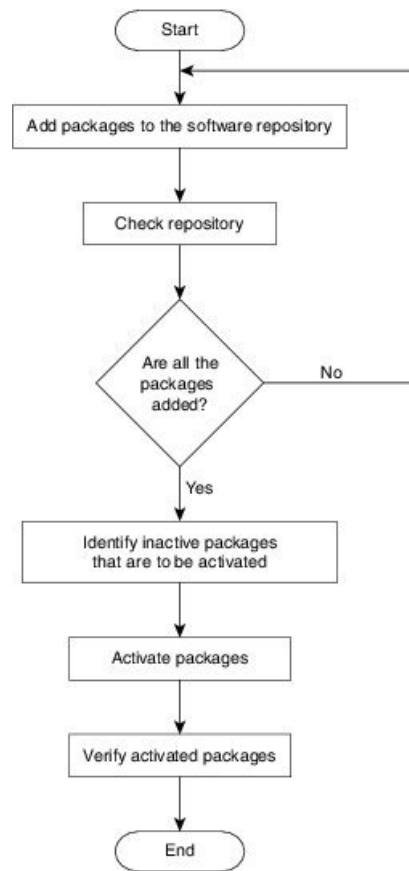 Start
Add packages to the software repository
Check repository
Are all the
packages
added?
No
Yes
Identify inactive packages
that are to be activated
Activate packages
Verify activated packages
End